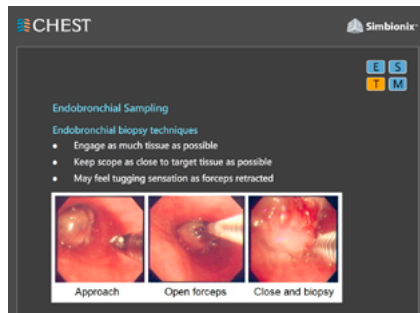 CHEST
Simbionix
E S
T M
Endobronchial Sampling
Endobronchial biopsy techniques
• Engage as much tissue as possible
• Keep scope as close to target tissue as possible
• May feel tugging sensation as forceps retracted
Approach
Open forceps
Close and biopsy